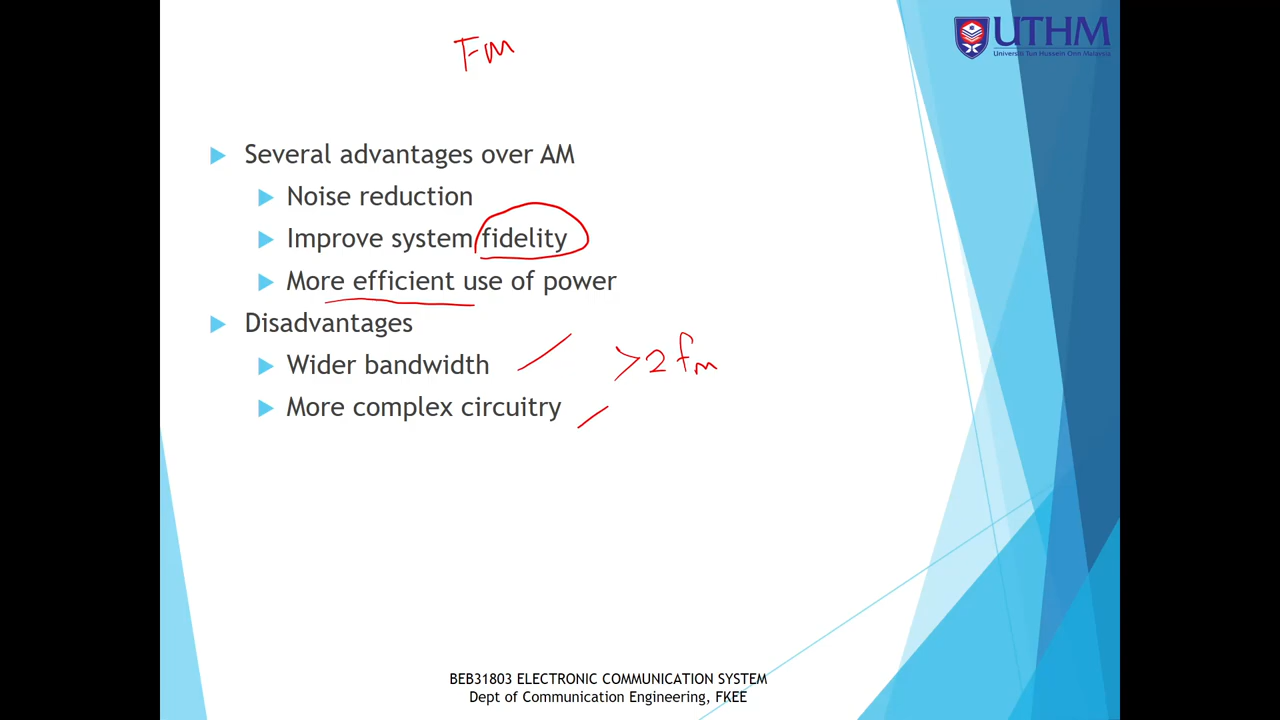 Fm
UTHM
Universiti Tun Hussein Onn Malaysia
Several advantages over AM
Noise reduction
Improve system fidelity
More efficient use of power
Disadvantages
Wider bandwidth
>2 fm
More complex circuitry
BEB31803 ELECTRONIC COMMUNICATION SYSTEM
Dept of Communication Engineering, FKEE